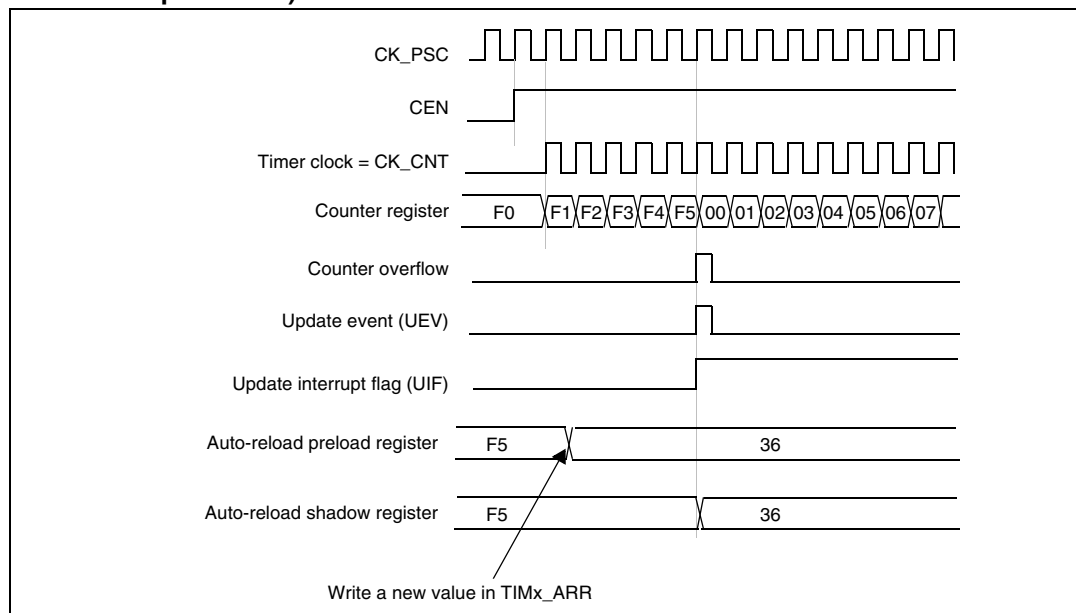 CK_PSC
CEN
Timer clock = CK_CNT
Counter register F0 F1 F2 F3 F4 F5 00 01 02 03 04 05 06 07
Counter overflow
Update event (UEV)
Update interrupt flag (UIF)
Auto-reload preload register F5 36
Auto-reload shadow register F5 36
Write a new value in TIMx_ARR